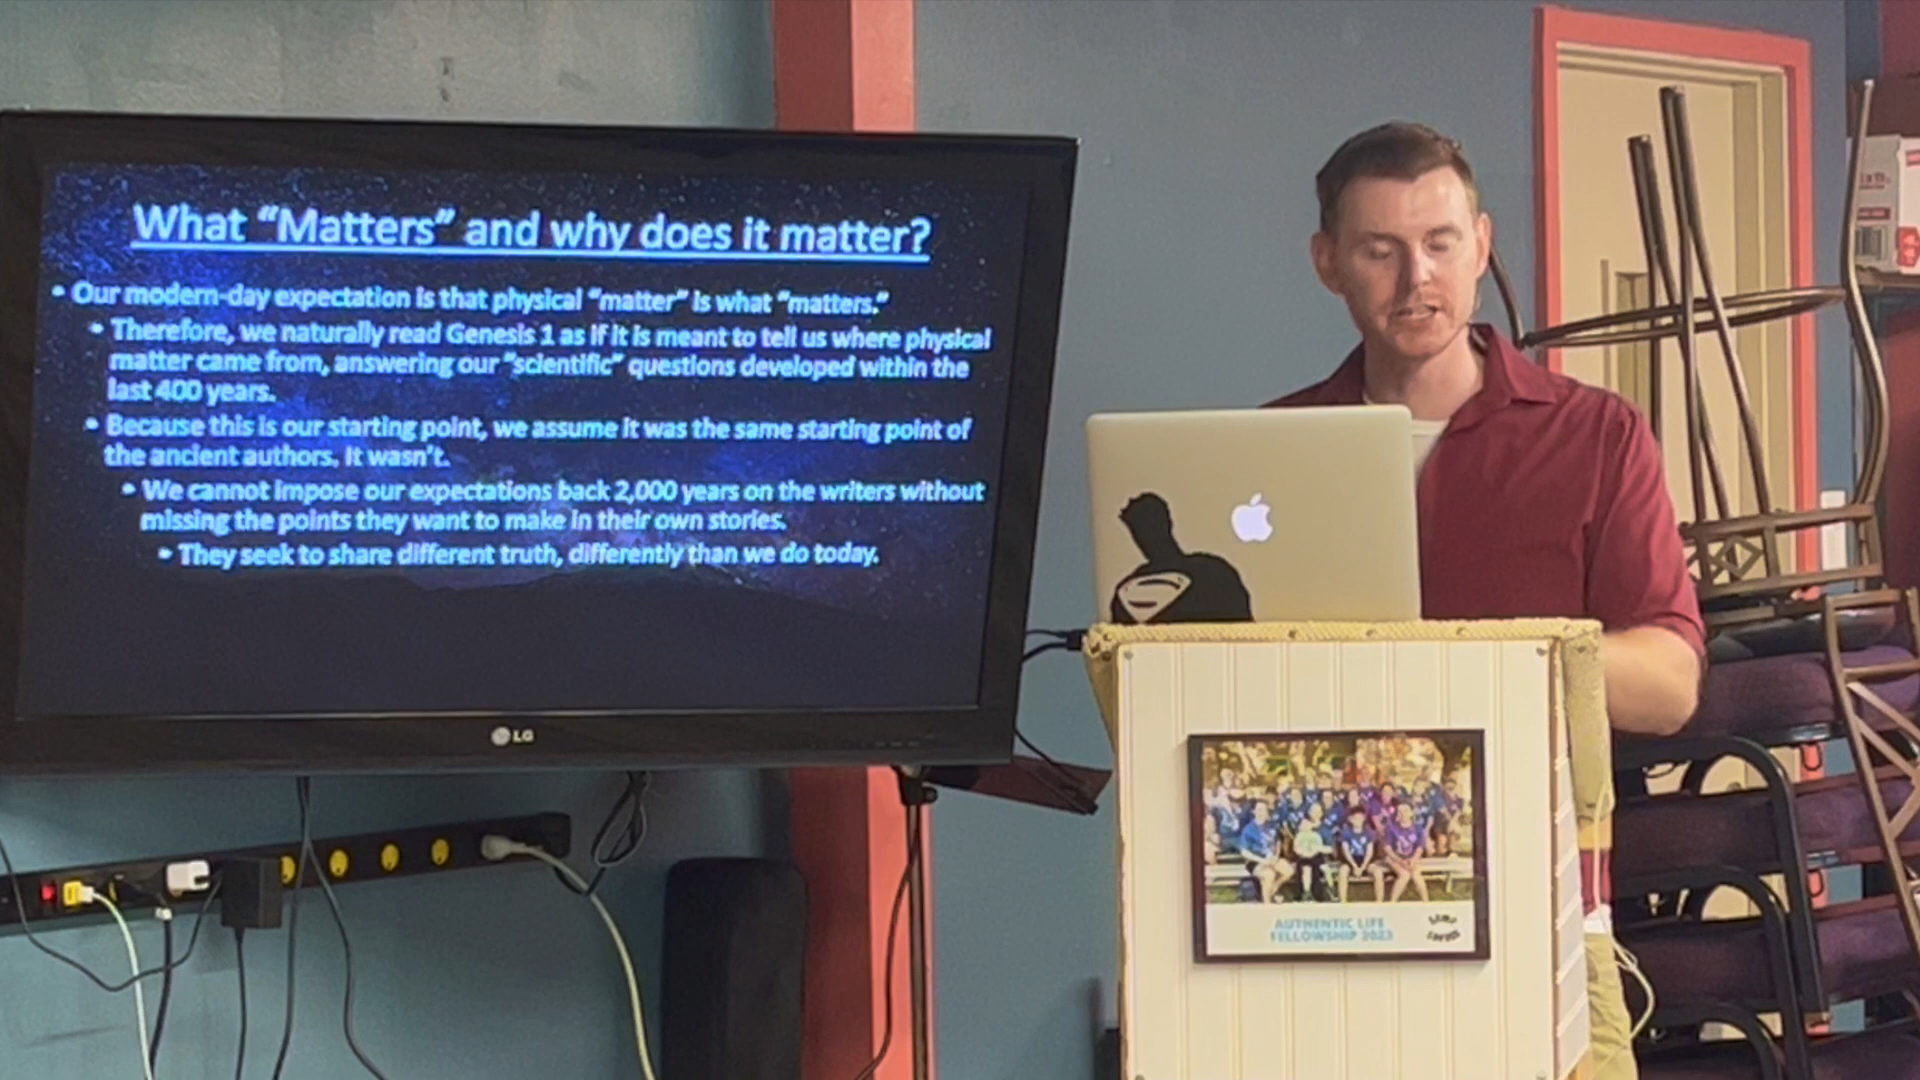 What “Matters” and why does it matter?
• Our modern-day expectation is that physical “matter” is what “matters.”
• Therefore, we naturally read Genesis 1 as if it is meant to tell us where physical
matter came from, answering our “scientific” questions developed within the
last 400 years.
• Because this is our starting point, we assume it was the same starting point of
the ancient authors. It wasn’t.
• We cannot impose our expectations back 2,000 years on the writers without
missing the points they want to make in their own stories.
• They seek to share different truth, differently than we do today.
LG
AUTHENTIC LIFE
FELLOWSHIP 2023